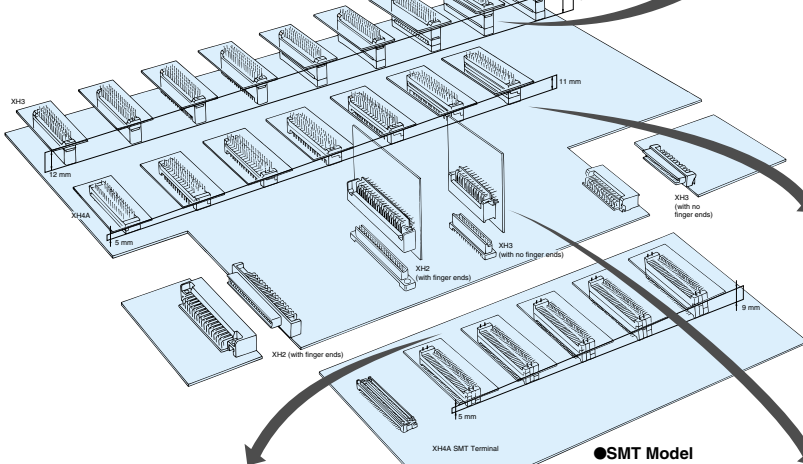 XH3
11 mm
12 mm
XH4A
5 mm
XH3
(with no
finger ends)
XH3
(with no finger ends)
XH2
(with finger ends)
9 mm
XH2 (with finger ends)
5 mm
XH4A SMT Terminal
●SMT Model